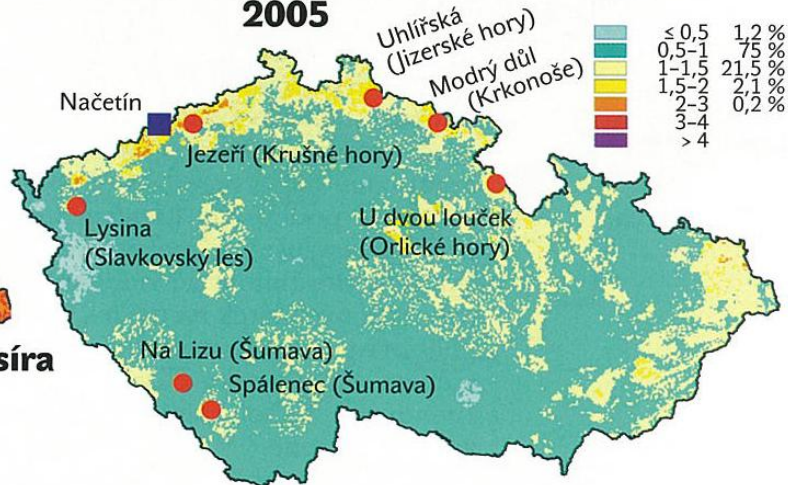 2005
Uhlířská
(Jizerské hory)
Modrý důl
(Krkonoše)
≤ 0,5 1,2 %
0,5–1 75 %
1–1,5 21,5 %
1,5–2 2,1 %
2–3 0,2 %
3–4
> 4
Načetín
Jezeří (Krušné hory)
Lysina
(Slavkovský les)
U dvou louček
(Orlické hory)
síra
Na Lizu (Šumava)
Spálenec (Šumava)